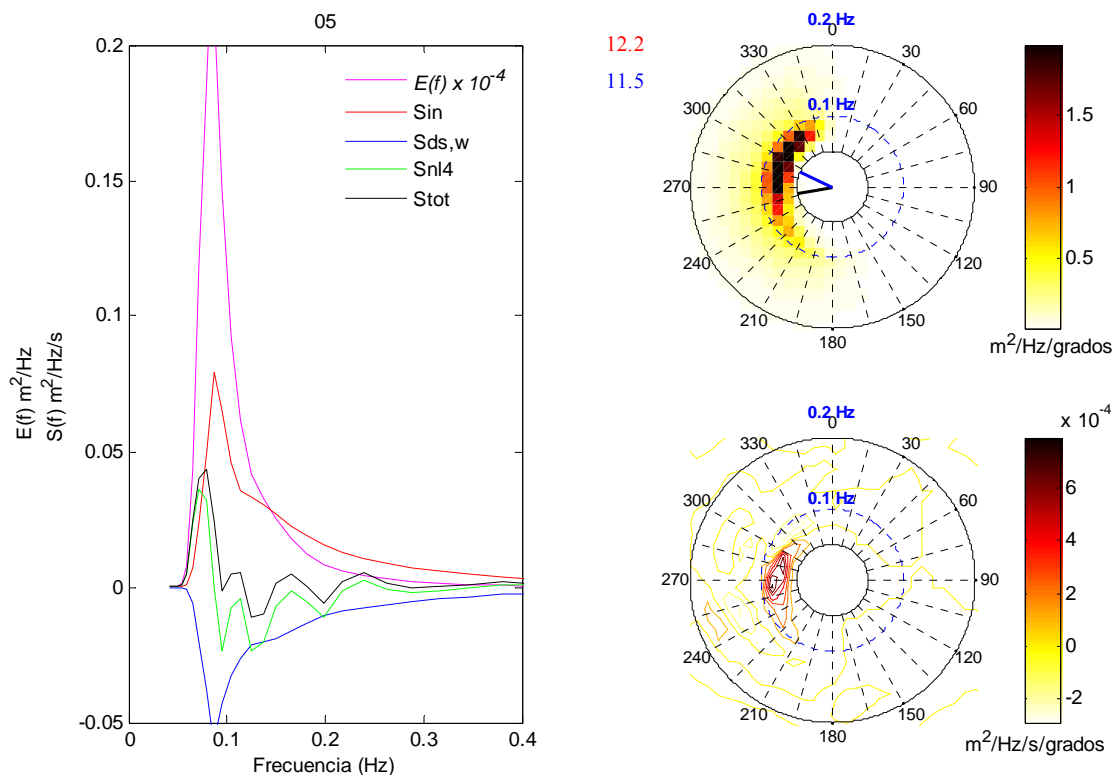 05
0.2
0.15
0.1
0.05
0
-0.05
E(f) m²/Hz
S(f) m²/Hz/s
0 0.1 0.2 0.3 0.4
Frecuencia (Hz)
E(f) x 10⁻⁴
Sin
Sds,w
Snl4
Stot
12.2
11.5
0.2 Hz
0.1 Hz
0
30
60
90
120
150
180
210
240
270
300
330
1.5
1
0.5
m²/Hz/grados
0.2 Hz
0.1 Hz
0
30
60
90
120
150
180
210
240
270
300
330
x 10⁻⁴
6
4
2
0
-2
m²/Hz/s/grados